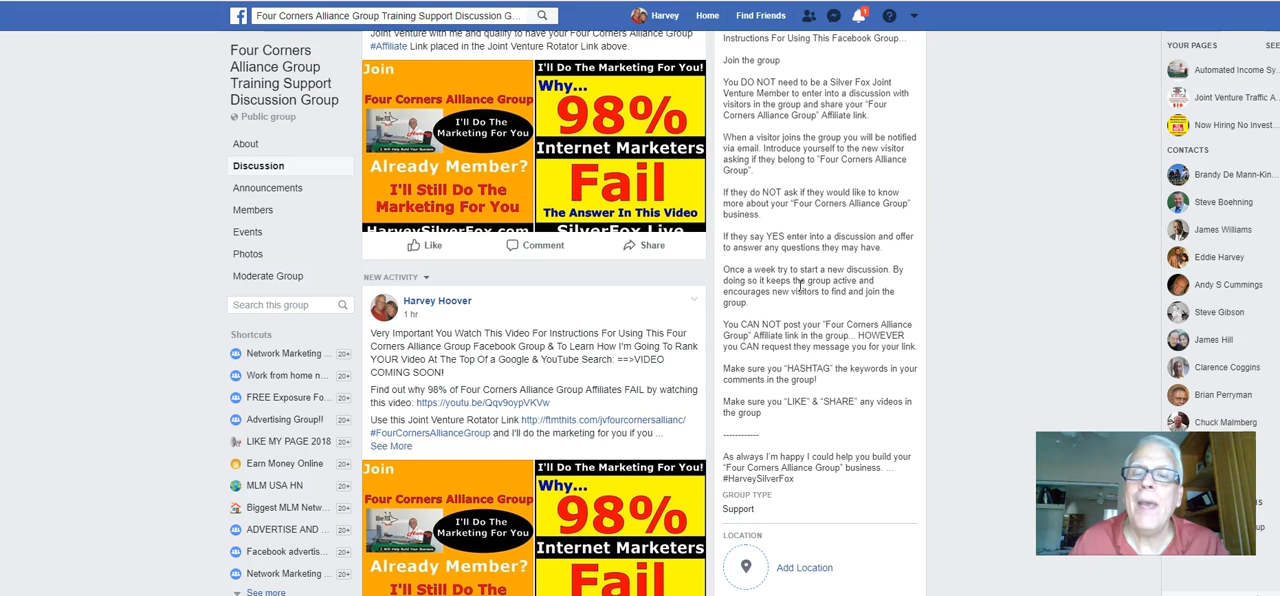 Four Corners Alliance Group Training Support Discussion G...
Harvey
Home
Find Friends
1
Four Corners
Alliance Group
Training Support
Discussion Group
Public group
About
Discussion
Announcements
Members
Events
Photos
Moderate Group
Search this group
Shortcuts
Network Marketing ... 20+
Work from home n... 20+
FREE Exposure Fo... 20+
Advertising Group!! 20+
LIKE MY PAGE 2018 20+
Earn Money Online 20+
MLM USA HN 20+
Biggest MLM Netw... 20+
ADVERTISE AND ... 20+
Facebook advertis... 20+
Network Marketing ... 20+
See more
Joint Venture with me and qualify to have your Four Corners Alliance Group
#Affiliate Link placed in the Joint Venture Rotator Link above.
Join
Four Corners Alliance Group
I'll Do The
Marketing For You
Already Member?
I'll Still Do The
Marketing For You
HarveySilverFox.com
I'll Do The Marketing For You!
Why...
98%
Internet Marketers
Fail
The Answer In This Video
SilverFox.Live
Like
Comment
Share
NEW ACTIVITY
Harvey Hoover
1 hr
Very Important You Watch This Video For Instructions For Using This Four
Corners Alliance Group Facebook Group & To Learn How I'm Going To Rank
YOUR Video At The Top Of a Google & YouTube Search: ==>VIDEO
COMING SOON!
Find out why 98% of Four Corners Alliance Group Affiliates FAIL by watching
this video: https://youtu.be/Qqv9oypVKVw
Use this Joint Venture Rotator Link http://ftmthits.com/jvfourcornersallianc/
#FourCornersAllianceGroup and I'll do the marketing for you if you ...
See More
Join
Four Corners Alliance Group
I'll Do The
Marketing For You
Already Member?
I'll Still Do The
I'll Do The Marketing For You!
Why...
98%
Internet Marketers
Fail
Instructions For Using This Facebook Group...
Join the group
You DO NOT need to be a Silver Fox Joint
Venture Member to enter into a discussion with
visitors in the group and share your “Four
Corners Alliance Group” Affiliate link.
When a visitor joins the group you will be notified
via email. Introduce yourself to the new visitor
asking if they belong to “Four Corners Alliance
Group”.
If they do NOT ask if they would like to know
more about your “Four Corners Alliance Group”
business.
If they say YES enter into a discussion and offer
to answer any questions they may have.
Once a week try to start a new discussion. By
doing so it keeps the group active and
encourages new visitors to find and join the
group.
You CAN NOT post your “Four Corners Alliance
Group” Affiliate link in the group... HOWEVER
you CAN request they message you for your link.
Make sure you “HASHTAG” the keywords in your
comments in the group!
Make sure you “LIKE” & “SHARE” any videos in
the group
------------
As always I’m happy I could help you build your
“Four Corners Alliance Group” business. ...
#HarveySilverFox
GROUP TYPE
Support
LOCATION
Add Location
YOUR PAGES
SEE
Automated Income Sy...
Joint Venture Traffic A...
Now Hiring No Invest...
CONTACTS
Brandy De Mann-Kin...
Steve Boehning
James Williams
Eddie Harvey
Andy S Cummings
Steve Gibson
James Hill
Clarence Coggins
Brian Perryman
Chuck Malmberg